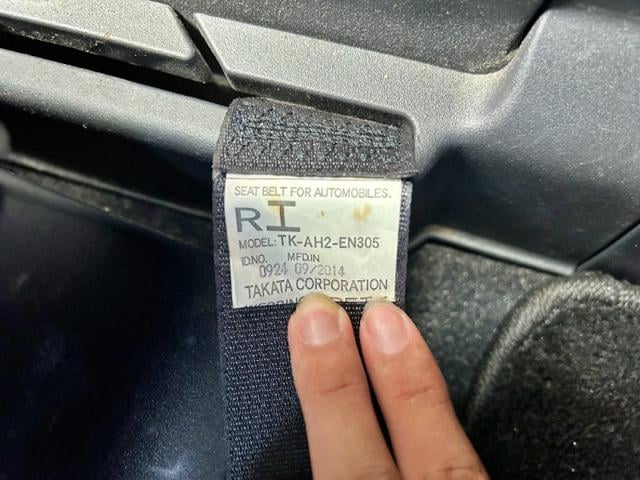 SEAT BELT FOR AUTOMOBILES.
RI
MODEL: TK-AH2-EN305
ID.NO. MFD.IN
0924 09/2014
TAKATA CORPORATION